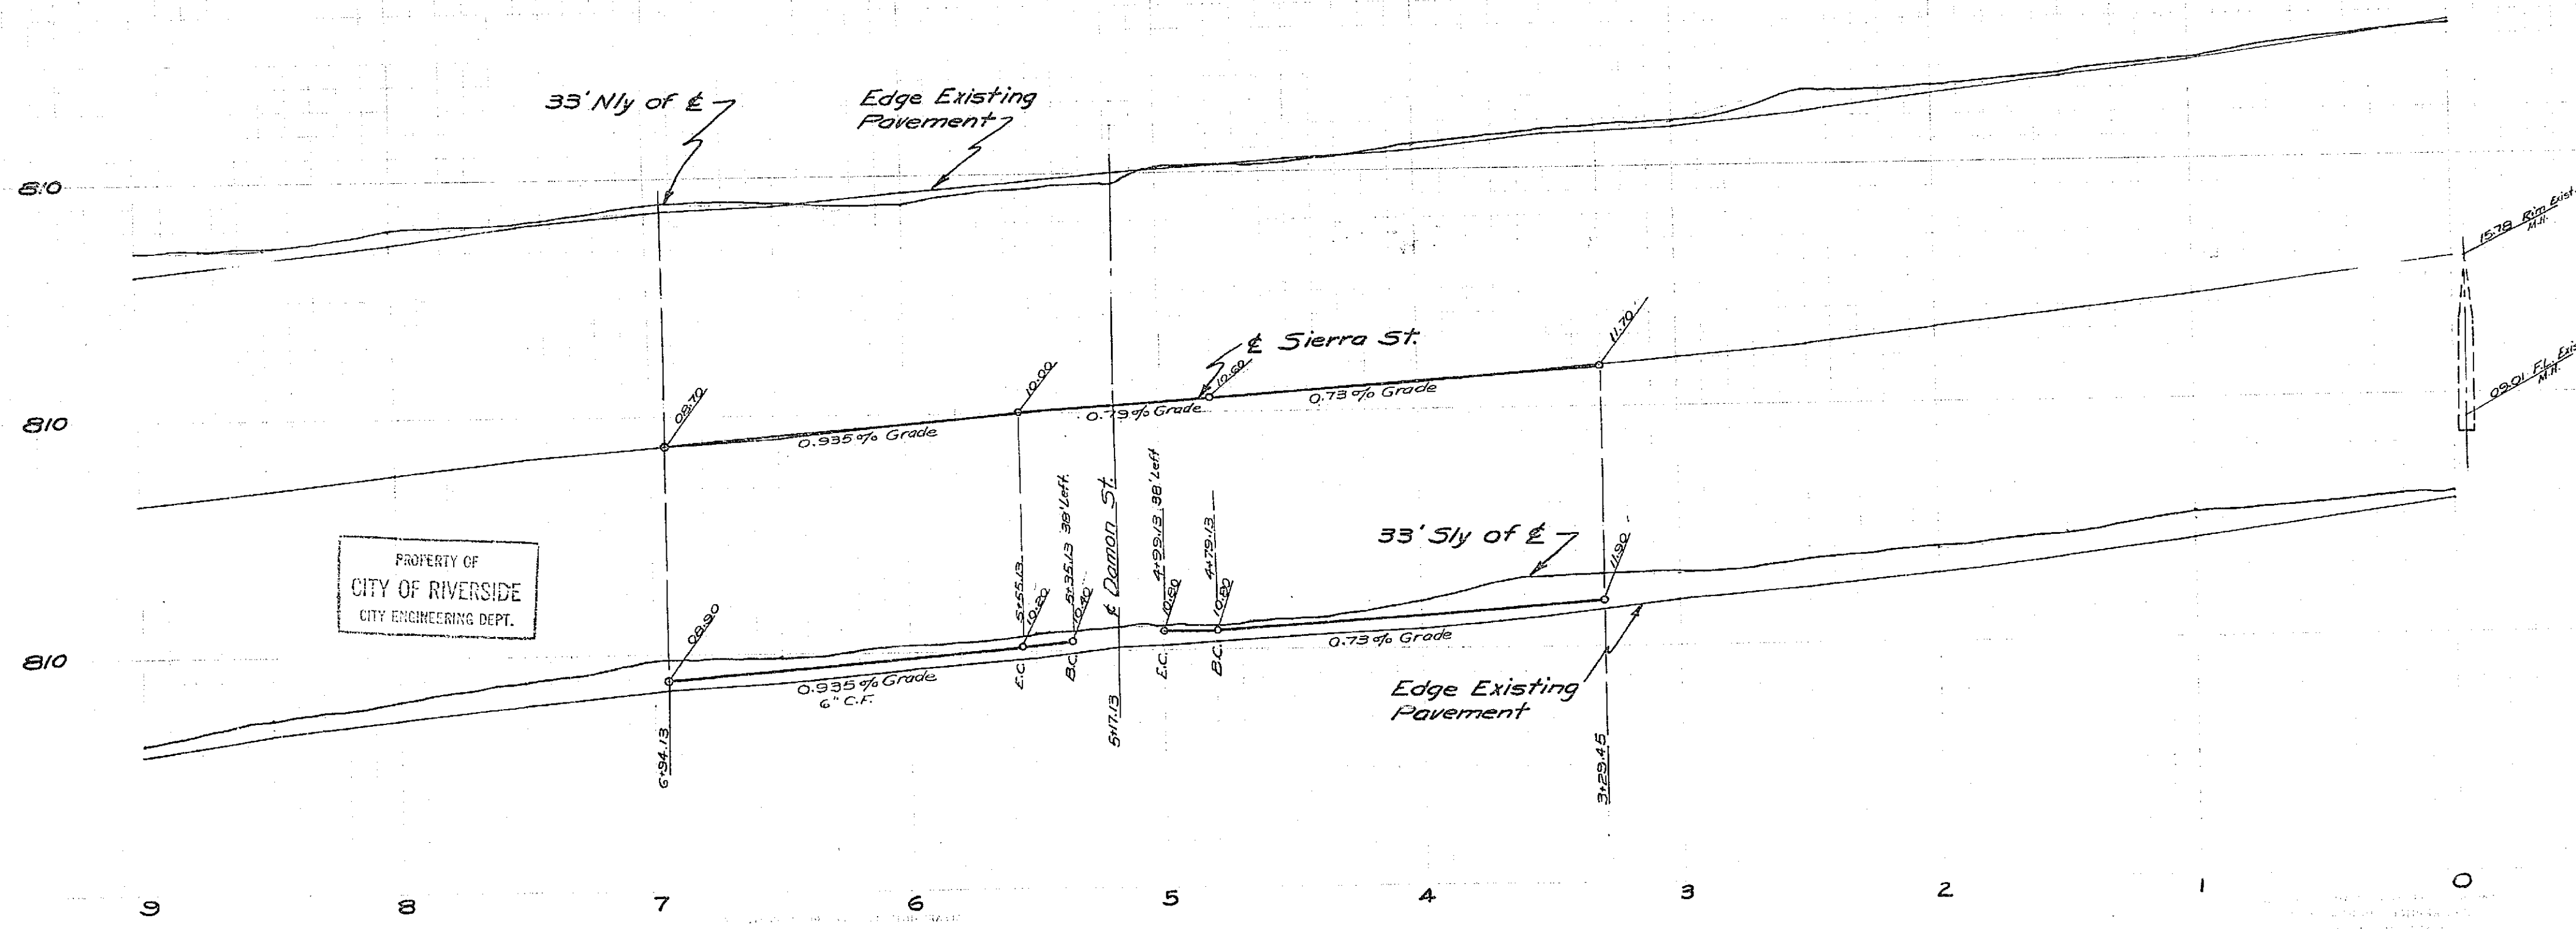 33' N'ly of ℄
Edge Existing
Pavement
810
15.78 Rim Exist.
M.H.
11.70
℄ Sierra St.
10.00
10.60
08.70
0.73% Grade
0.79% Grade
0.935% Grade
810
09.01 F.L. Exis
M.H.
5+55.13
10.20
5+35.13 38' Left
10.40
℄ Damon St.
4+99.13 38' Left
10.80
4+79.13
10.80
33' S'ly of ℄
11.90
PROPERTY OF
CITY OF RIVERSIDE
CITY ENGINEERING DEPT.
08.90
810
E.C.
B.C.
E.C.
B.C.
0.73% Grade
0.935% Grade
6" C.F.
Edge Existing
Pavement
6+94.13
5+17.13
3+29.45
9
8
7
6
5
4
3
2
1
0